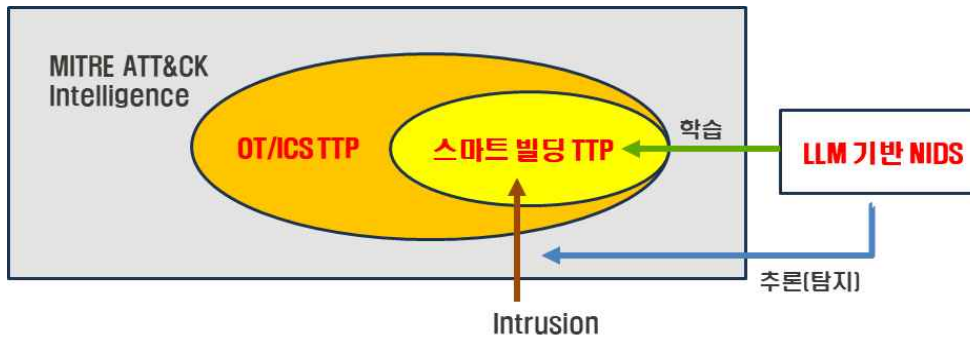 MITRE ATT&CK
Intelligence
OT/ICS TTP
스마트 빌딩 TTP
학습
LLM 기반 NIDS
추론(탐지)
Intrusion